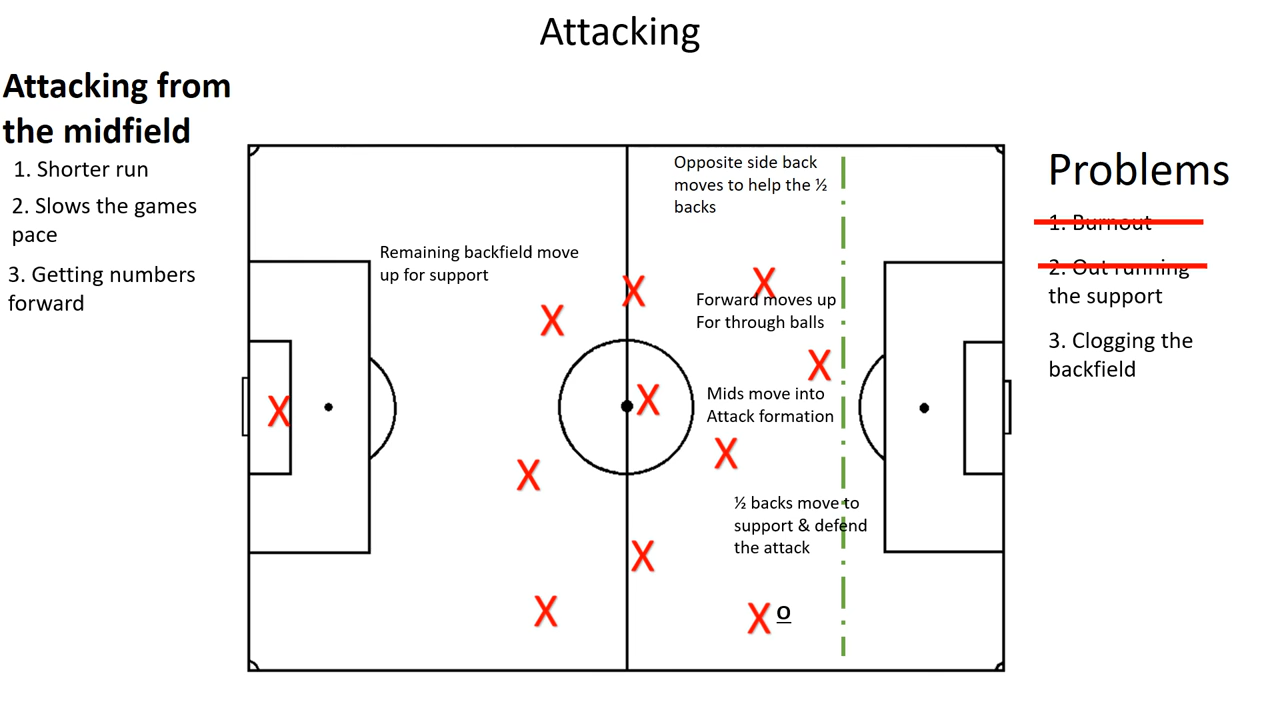 Attacking
Attacking from
the midfield
1. Shorter run
2. Slows the games
pace
3. Getting numbers
forward
Opposite side back
moves to help the ½
backs
Remaining backfield move
up for support
Forward moves up
For through balls
Mids move into
Attack formation
½ backs move to
support & defend
the attack
X
X
X
X
X
X
X
X
X
X
X O
Problems
1. Burnout
2. Out running
the support
3. Clogging the
backfield